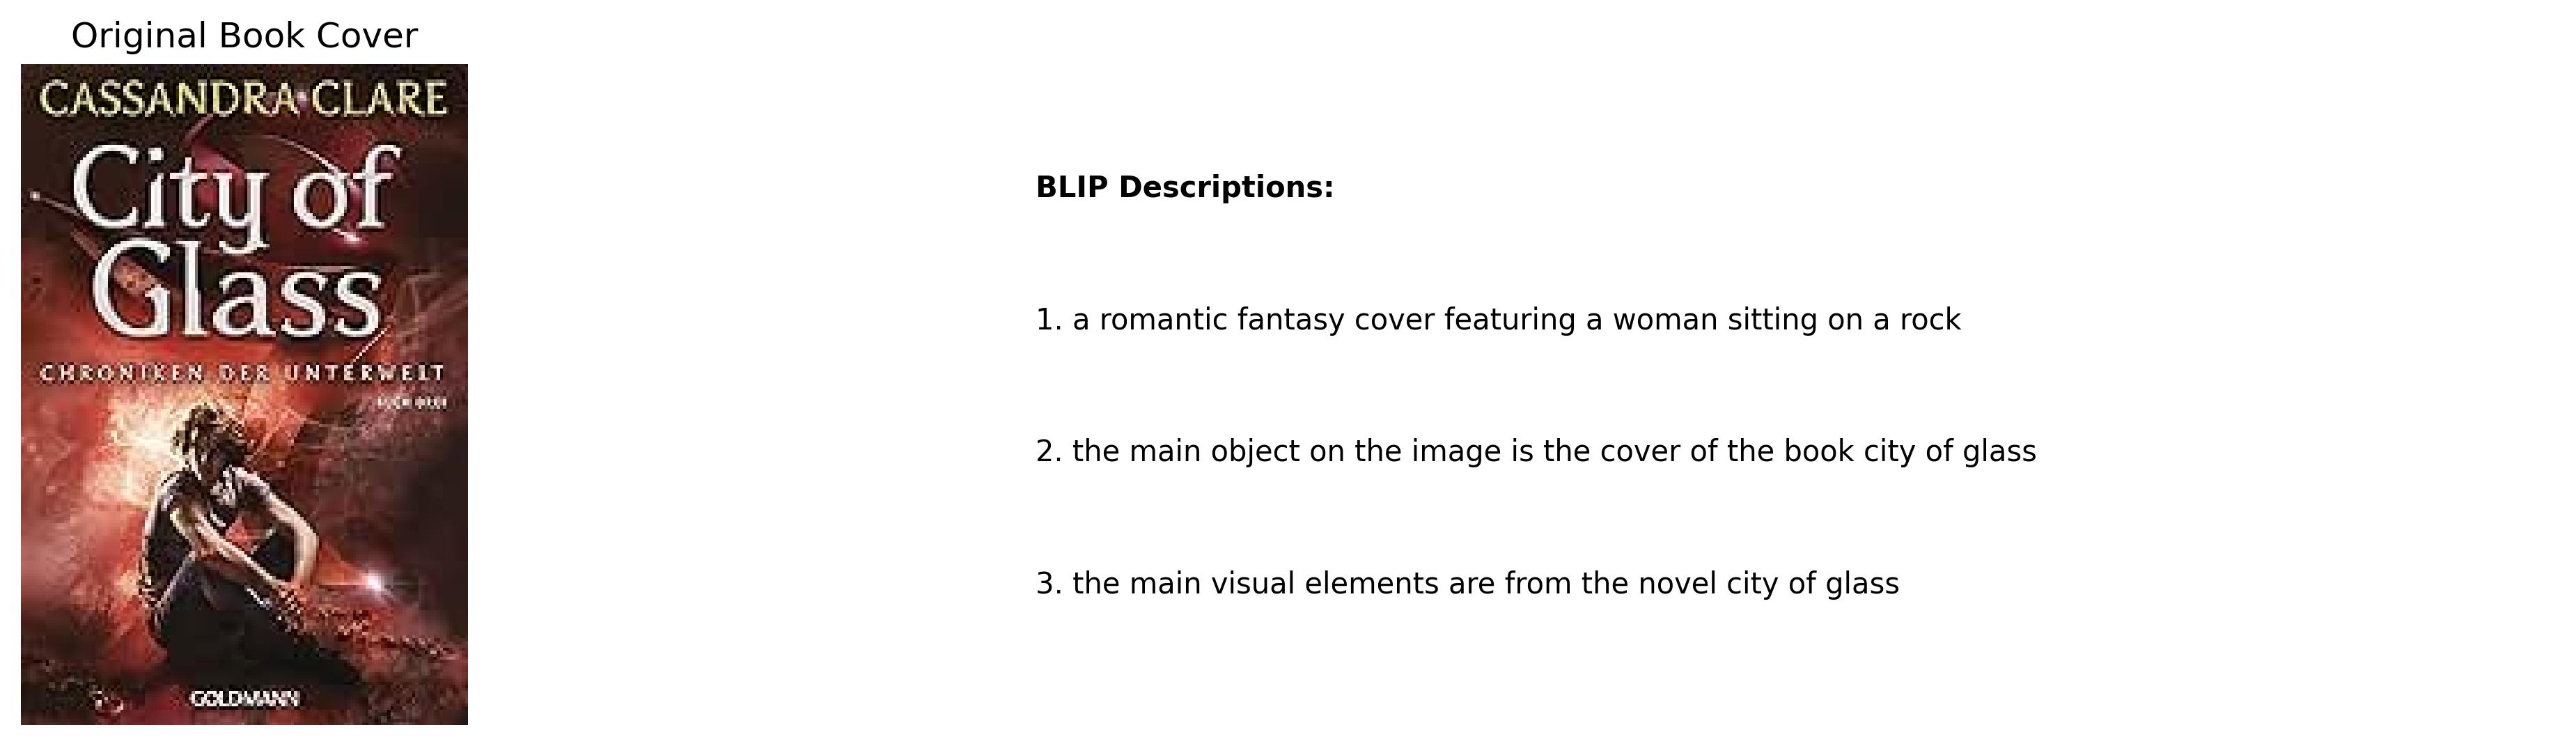 Original Book Cover
CASSANDRA CLARE
City of
Glass
CHRONIKEN DER UNTERWELT
BUCH DREI
GOLDMANN
BLIP Descriptions:
1. a romantic fantasy cover featuring a woman sitting on a rock
2. the main object on the image is the cover of the book city of glass
3. the main visual elements are from the novel city of glass